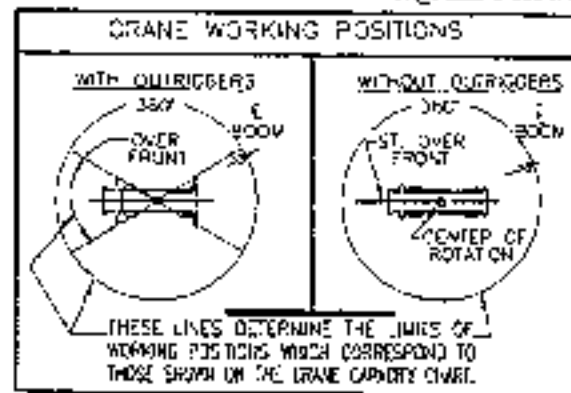 CRANE WORKING POSITIONS
WITH OUTRIGGERS
360°
℄
BOOM
OVER
FRONT
WITHOUT OUTRIGGERS
360°
℄
BOOM
ST. OVER
FRONT
CENTER OF
ROTATION
THESE LINES DETERMINE THE LIMITS OF
WORKING POSITIONS WHICH CORRESPOND TO
THOSE SHOWN ON THE CRANE CAPACITY CHART.